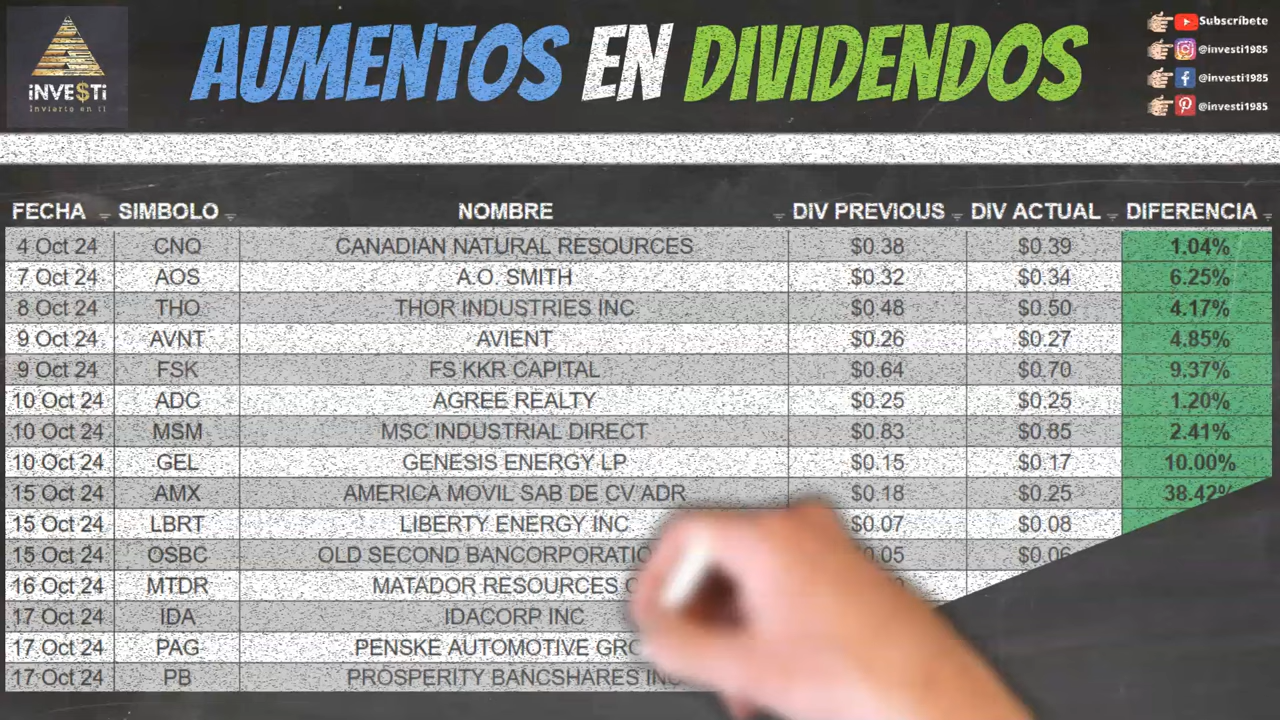 AUMENTOS EN DIVIDENDOS
iNVE$Ti
invierte en ti
Subscríbete
@investi1985
@investi1985
@investi1985
FECHA SIMBOLO NOMBRE DIV PREVIOUS DIV ACTUAL DIFERENCIA
4 Oct 24 CNQ CANADIAN NATURAL RESOURCES $0.38 $0.39 1.04%
7 Oct 24 AOS A.O. SMITH $0.32 $0.34 6.25%
8 Oct 24 THO THOR INDUSTRIES INC $0.48 $0.50 4.17%
9 Oct 24 AVNT AVIENT $0.26 $0.27 4.85%
9 Oct 24 FSK FS KKR CAPITAL $0.64 $0.70 9.37%
10 Oct 24 ADC AGREE REALTY $0.25 $0.25 1.20%
10 Oct 24 MSM MSC INDUSTRIAL DIRECT $0.83 $0.85 2.41%
10 Oct 24 GEL GENESIS ENERGY LP $0.15 $0.17 10.00%
15 Oct 24 AMX AMERICA MOVIL SAB DE CV ADR $0.18 $0.25 38.42%
15 Oct 24 LBRT LIBERTY ENERGY INC $0.07 $0.08
15 Oct 24 OSBC OLD SECOND $0.06
16 Oct 24 MTDR MATADOR RESOURCES
17 Oct 24 IDA IDACORP INC
17 Oct 24 PAG PENSKE AUTOMOTIVE
17 Oct 24 PB PROSPERITY BANCSHARES